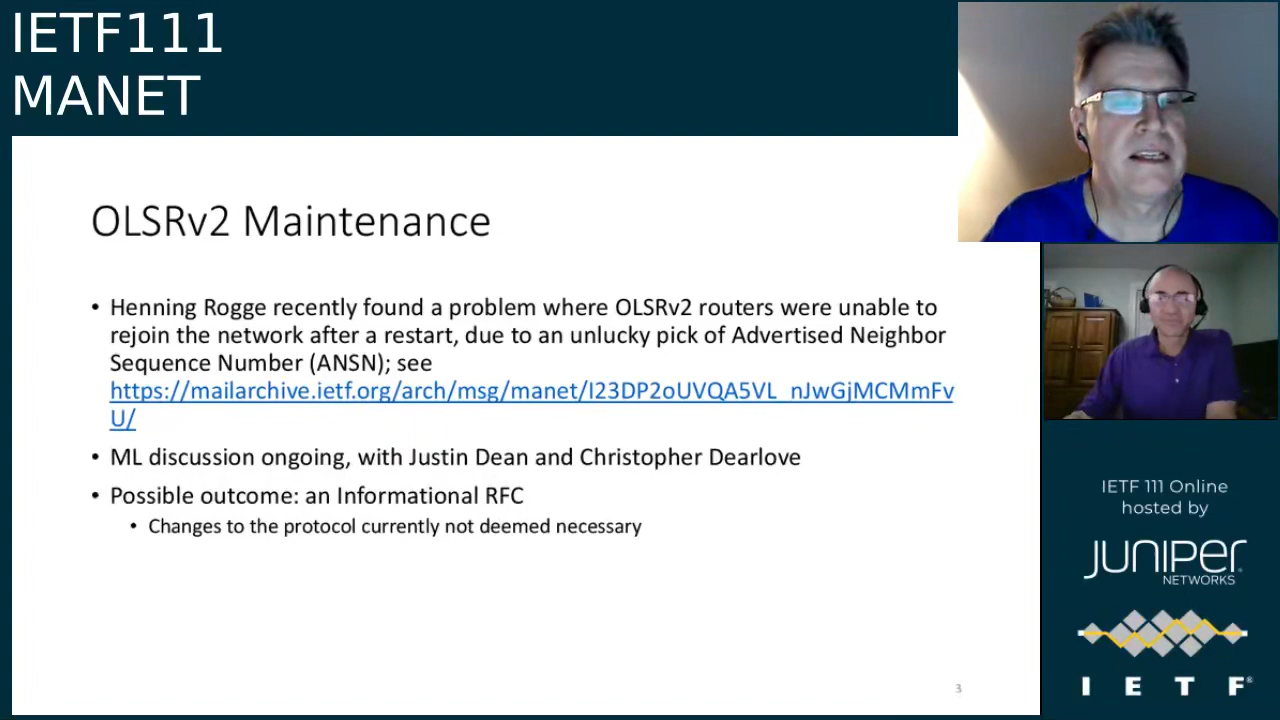 IETF111
MANET
OLSRv2 Maintenance
• Henning Rogge recently found a problem where OLSRv2 routers were unable to
rejoin the network after a restart, due to an unlucky pick of Advertised Neighbor
Sequence Number (ANSN); see
https://mailarchive.ietf.org/arch/msg/manet/I23DP2oUVQA5VL_nJwGjMCMmFv
U/
• ML discussion ongoing, with Justin Dean and Christopher Dearlove
• Possible outcome: an Informational RFC
• Changes to the protocol currently not deemed necessary
3
IETF 111 Online
hosted by
JUNIPER
NETWORKS
I E T F®